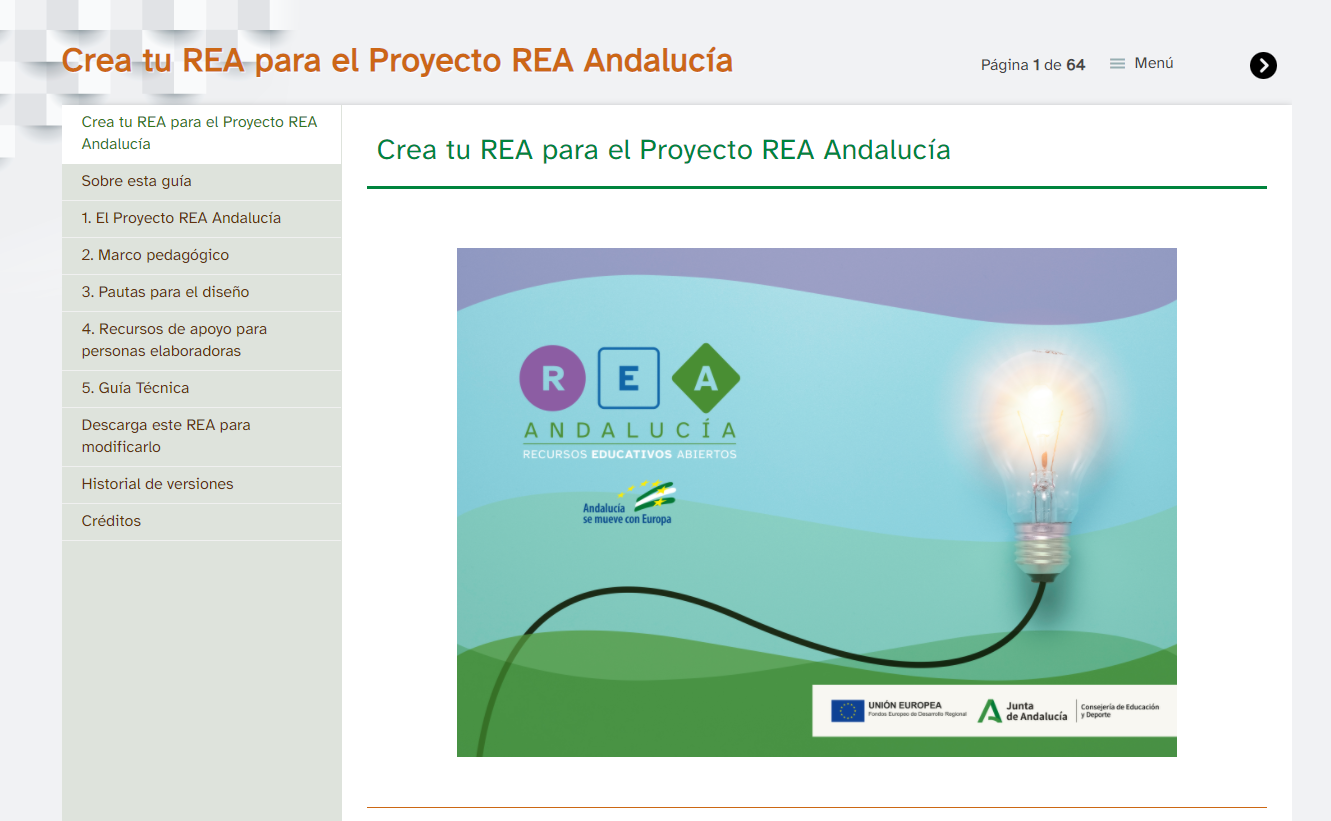 Crea tu REA para el Proyecto REA Andalucía
Página 1 de 64
Menú
Crea tu REA para el Proyecto REA
Andalucía
Sobre esta guía
1. El Proyecto REA Andalucía
2. Marco pedagógico
3. Pautas para el diseño
4. Recursos de apoyo para
personas elaboradoras
5. Guía Técnica
Descarga este REA para
modificarlo
Historial de versiones
Créditos
Crea tu REA para el Proyecto REA Andalucía
R E A
ANDALUCÍA
RECURSOS EDUCATIVOS ABIERTOS
Andalucía
se mueve con Europa
UNIÓN EUROPEA
Fondos Europeo de Desarrollo Regional
Junta
de Andalucía
Consejería de Educación
y Deporte